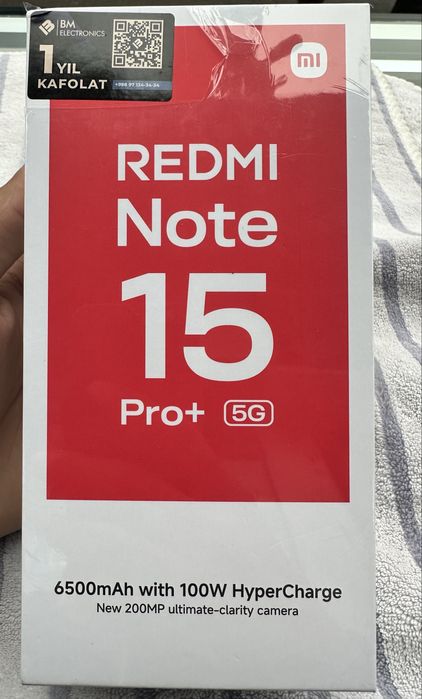 BM
ELECTRONICS
1 YIL
KAFOLAT
+998 97 134-34-34
mi
REDMI
Note
15
Pro+ 5G
6500mAh with 100W HyperCharge
New 200MP ultimate-clarity camera